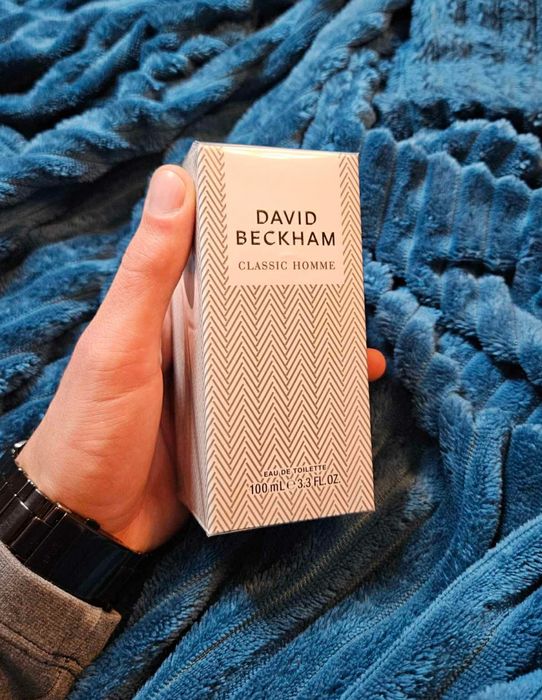 DAVID
BECKHAM
CLASSIC HOMME
EAU DE TOILETTE
100 mL ℮ 3.3 FL.OZ.